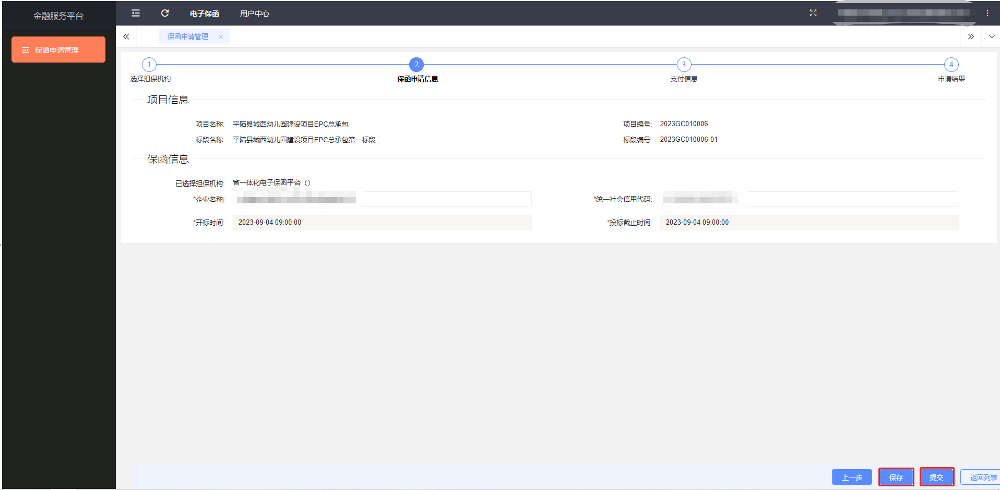 金融服务平台
电子保函 用户中心
保函申请管理
保函申请管理
1 2 3 4
选择担保机构 保函申请信息 支付信息 申请结果
项目信息
项目名称: 平陆县城西幼儿园建设项目EPC总承包 项目编号: 2023GC010006
标段名称: 平陆县城西幼儿园建设项目EPC总承包第一标段 标段编号: 2023GC010006-01
保函信息
已选择担保机构: 省一体化电子保函平台（）
*企业名称 *统一社会信用代码:
*开标时间: 2023-09-04 09:00:00 *投标截止时间: 2023-09-04 09:00:00
上一步 保存 提交 返回列表